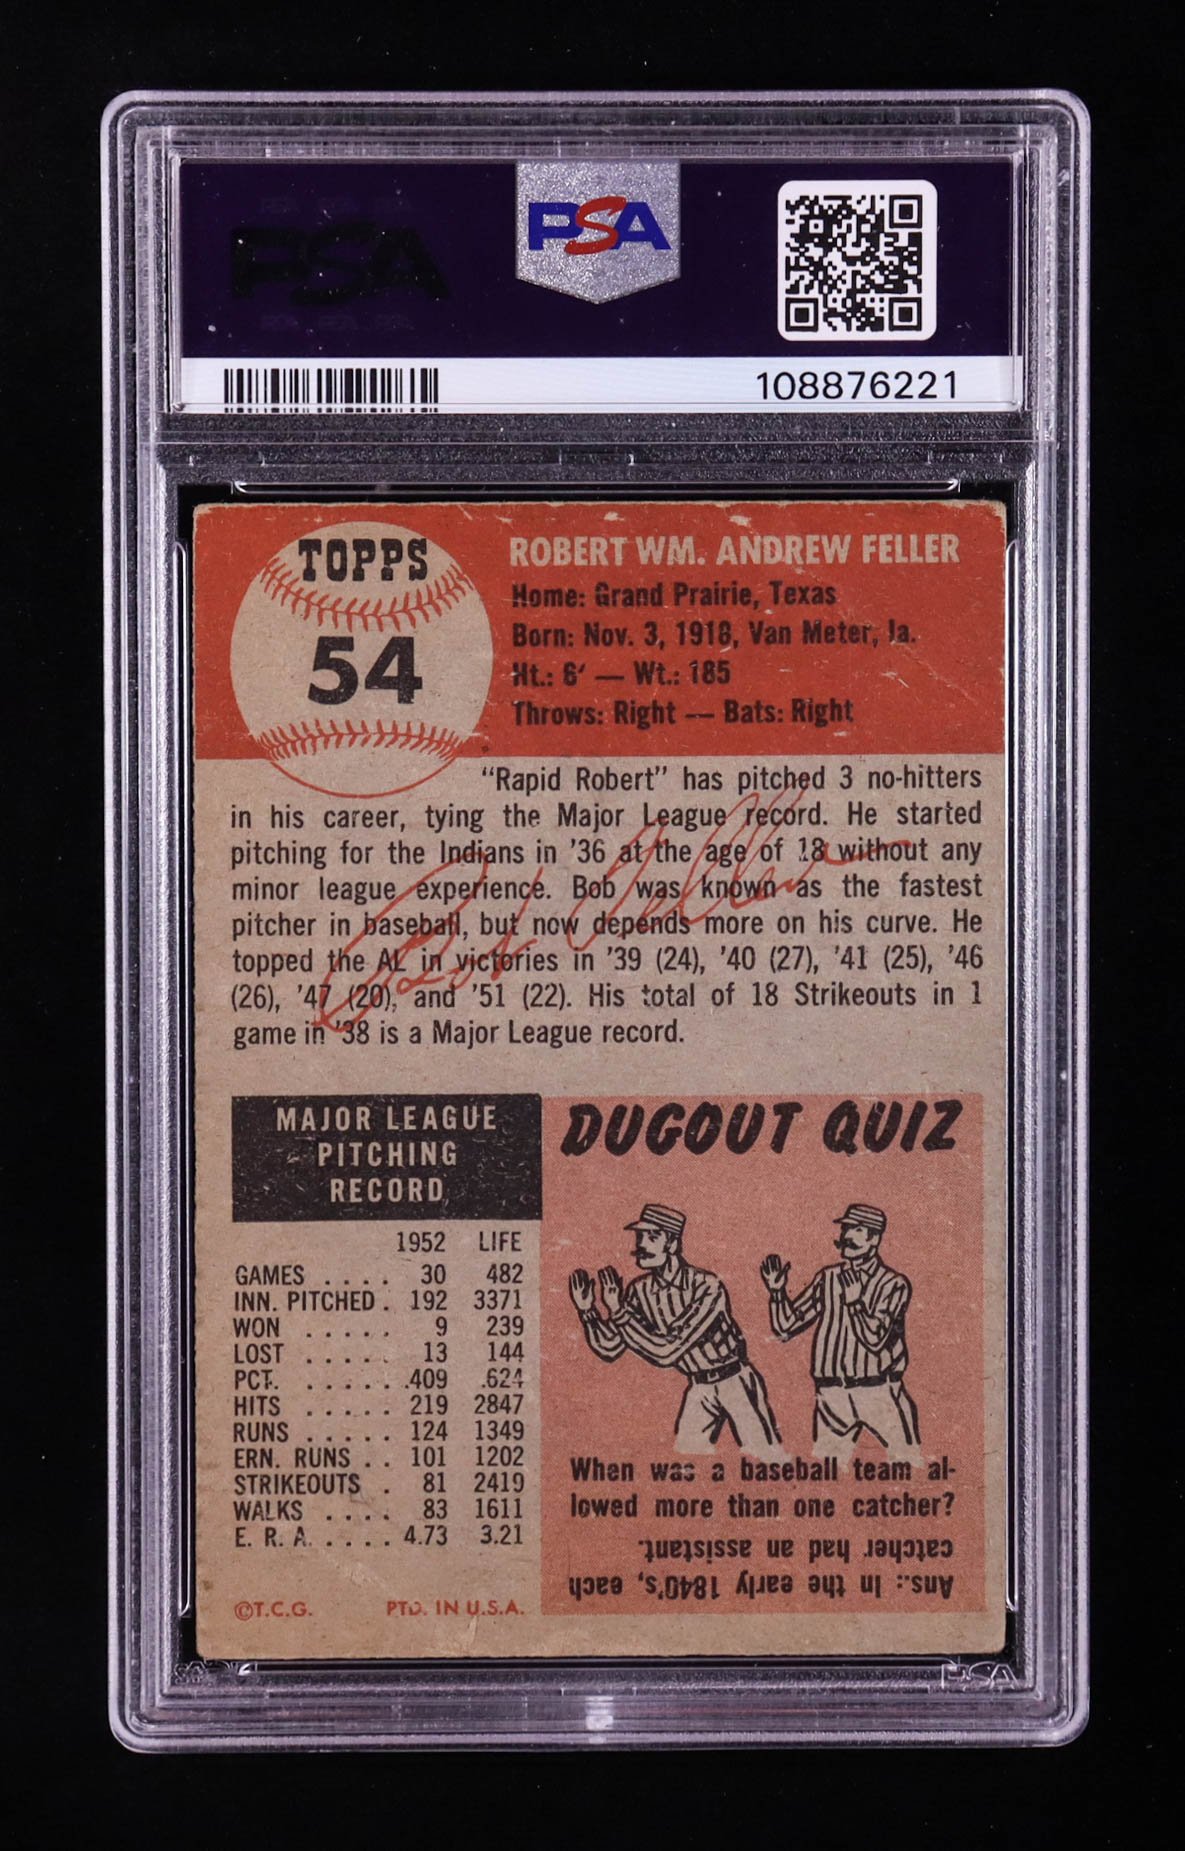 PSA
PSA
108876221
TOPPS
54
ROBERT WM. ANDREW FELLER
Home: Grand Prairie, Texas
Born: Nov. 3, 1918, Van Meter, Ia.
Ht.: 6' — Wt.: 185
Throws: Right — Bats: Right
"Rapid Robert" has pitched 3 no-hitters
in his career, tying the Major League record. He started
pitching for the Indians in '36 at the age of 18 without any
minor league experience. Bob was known as the fastest
pitcher in baseball, but now depends more on his curve. He
topped the AL in victories in '39 (24), '40 (27), '41 (25), '46
(26), '47 (20), and '51 (22). His total of 18 Strikeouts in 1
game in '38 is a Major League record.
Bob Feller
MAJOR LEAGUE
PITCHING
RECORD
1952 LIFE
GAMES . . . . 30 482
INN. PITCHED . 192 3371
WON . . . . . 9 239
LOST . . . . . 13 144
PCT. . . . . . .409 .624
HITS . . . . . 219 2847
RUNS . . . . . 124 1349
ERN. RUNS . . 101 1202
STRIKEOUTS . 81 2419
WALKS . . . . 83 1611
E. R. A. . . . . 4.73 3.21
©T.C.G. PTD. IN U.S.A.
DUGOUT QUIZ
When was a baseball team al-
lowed more than one catcher?
Ans.: In the early 1840's, each
catcher had an assistant.
PSA